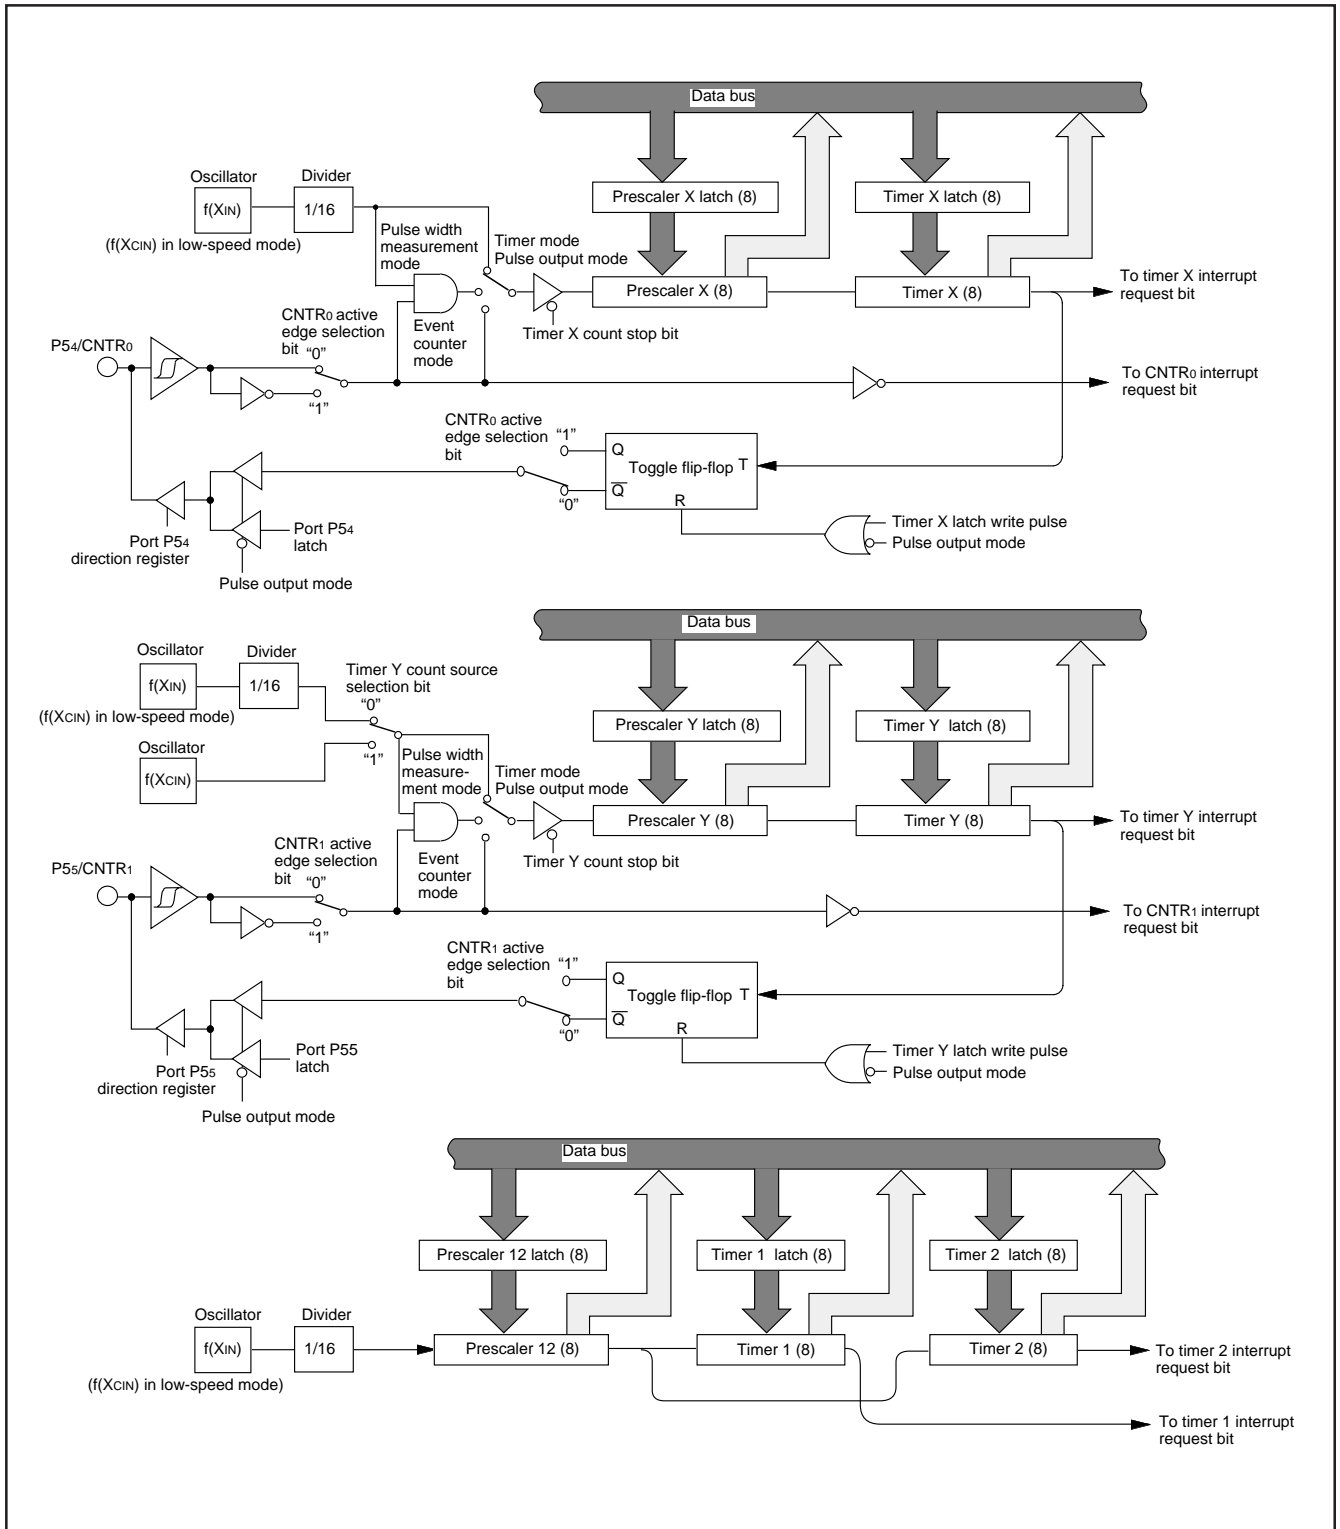 Data bus
Oscillator
Divider
f(XIN)
1/16
(f(XCIN) in low-speed mode)
Prescaler X latch (8)
Timer X latch (8)
Pulse width
measurement
mode
Timer mode
Pulse output mode
Prescaler X (8)
Timer X (8)
To timer X interrupt
request bit
Timer X count stop bit
CNTR0 active
edge selection
bit
"0"
Event
counter
mode
P54/CNTR0
"1"
To CNTR0 interrupt
request bit
CNTR0 active
edge selection
bit
"1"
"0"
Q
Toggle flip-flop
T
Q
R
Timer X latch write pulse
Pulse output mode
Port P54
latch
Port P54
direction register
Pulse output mode
Data bus
Oscillator
Divider
f(XIN)
1/16
(f(XCIN) in low-speed mode)
Timer Y count source
selection bit
"0"
"1"
Oscillator
f(XCIN)
Prescaler Y latch (8)
Timer Y latch (8)
Pulse width
measure-
ment mode
Timer mode
Pulse output mode
Prescaler Y (8)
Timer Y (8)
To timer Y interrupt
request bit
Timer Y count stop bit
CNTR1 active
edge selection
bit
"0"
Event
counter
mode
P55/CNTR1
"1"
To CNTR1 interrupt
request bit
CNTR1 active
edge selection
bit
"1"
"0"
Q
Toggle flip-flop
T
Q
R
Timer Y latch write pulse
Pulse output mode
Port P55
latch
Port P55
direction register
Pulse output mode
Data bus
Prescaler 12 latch (8)
Timer 1 latch (8)
Timer 2 latch (8)
Oscillator
Divider
f(XIN)
1/16
(f(XCIN) in low-speed mode)
Prescaler 12 (8)
Timer 1 (8)
Timer 2 (8)
To timer 2 interrupt
request bit
To timer 1 interrupt
request bit